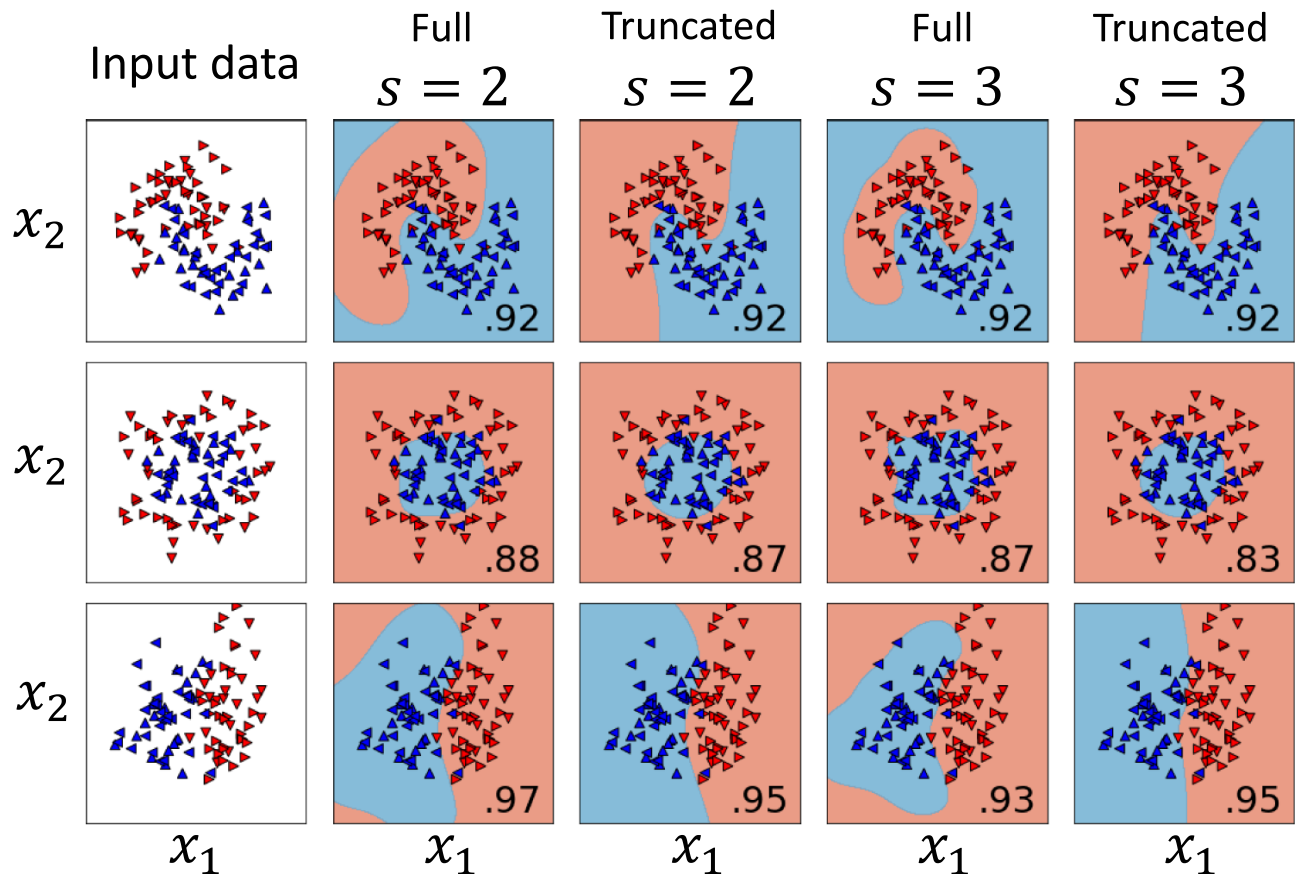 Input data
Full
s = 2
Truncated
s = 2
Full
s = 3
Truncated
s = 3
x₂
.92
.92
.92
.92
x₂
.88
.87
.87
.83
x₂
.97
.95
.93
.95
x₁
x₁
x₁
x₁
x₁